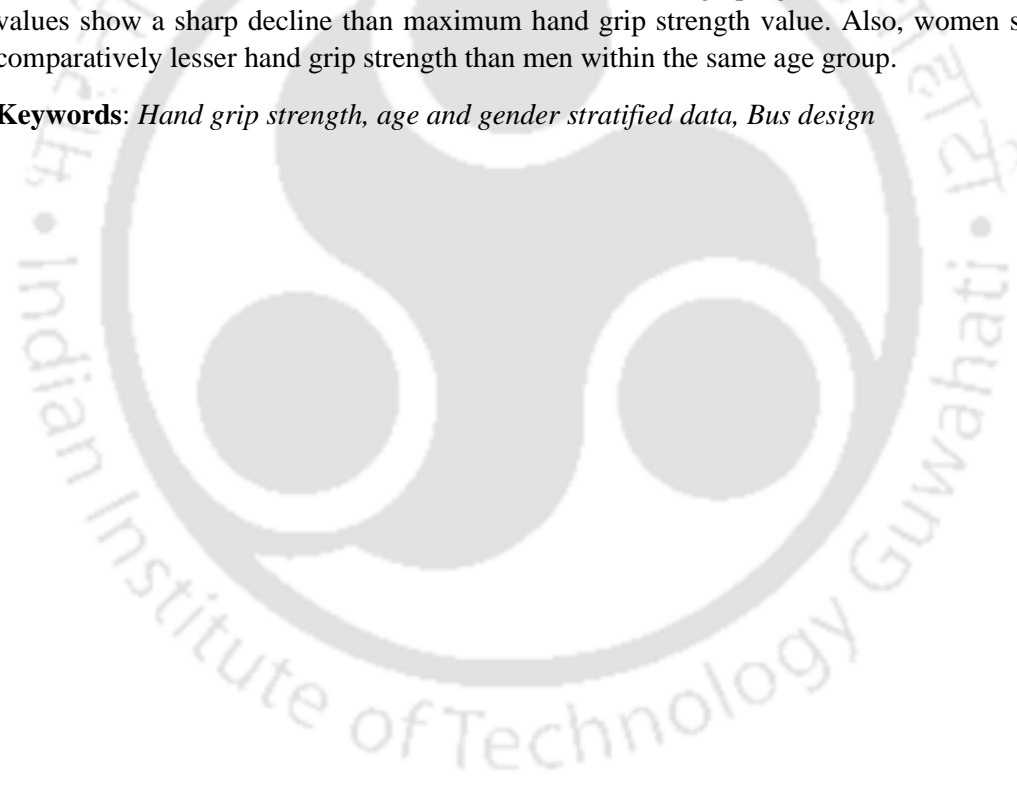 values show a sharp decline than maximum hand grip strength value. Also, women
comparatively lesser hand grip strength than men within the same age group.
Keywords: Hand grip strength, age and gender stratified data, Bus design
Indian Institute of Technology Guwahati